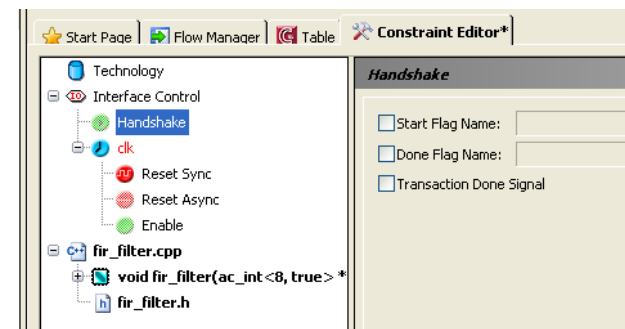 Start Page Flow Manager Table Constraint Editor*
Technology
Interface Control
Handshake
clk
Reset Sync
Reset Async
Enable
fir_filter.cpp
void fir_filter(ac_int<8, true> *
fir_filter.h
Handshake
Start Flag Name:
Done Flag Name:
Transaction Done Signal